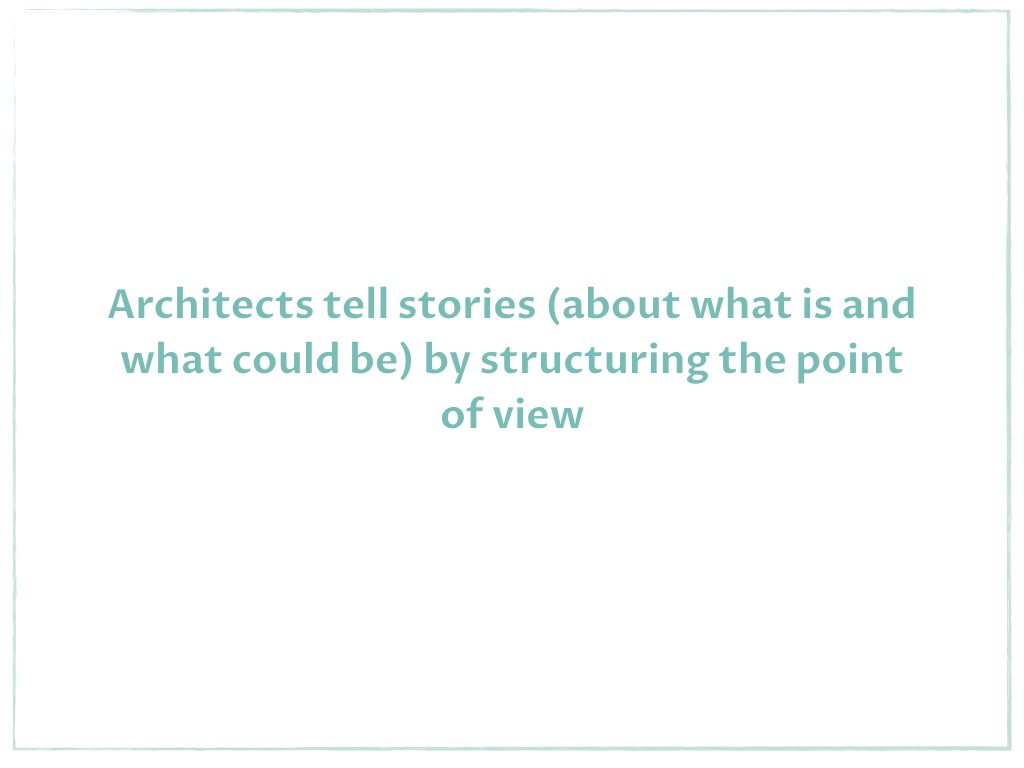 Architects tell stories (about what is and
what could be) by structuring the point
of view